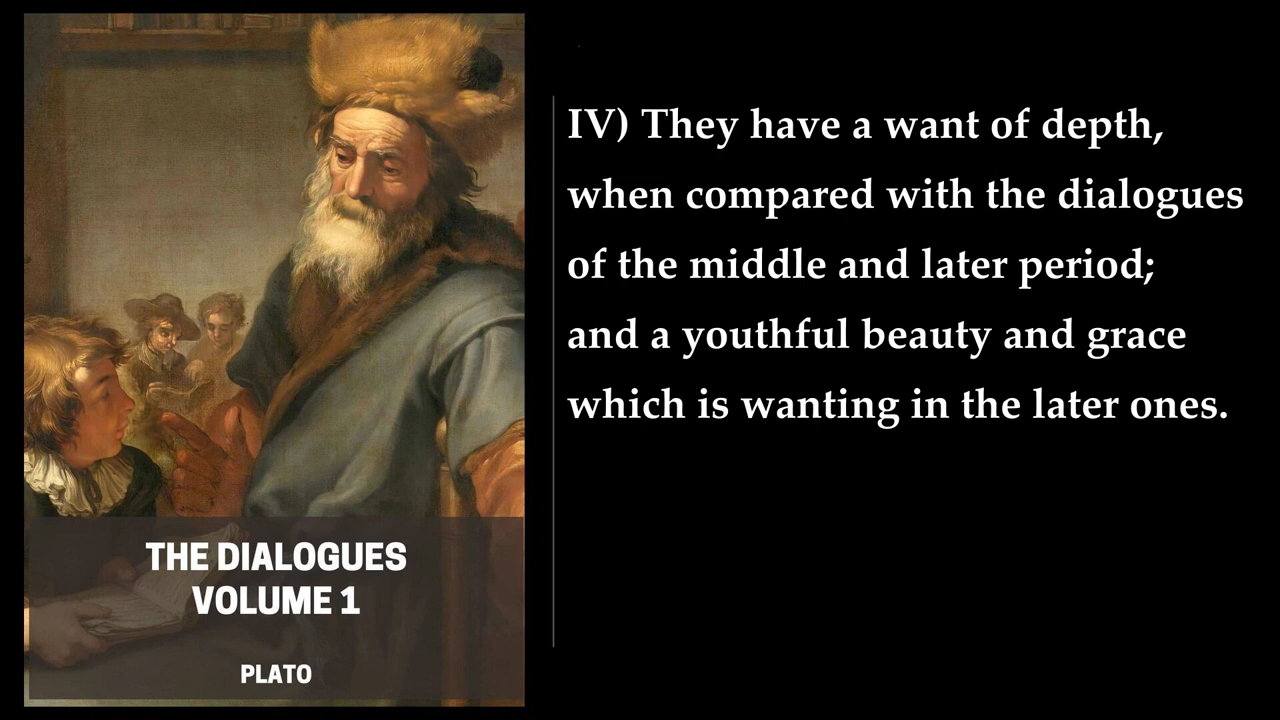 IV) They have a want of depth,
when compared with the dialogues
of the middle and later period;
and a youthful beauty and grace
which is wanting in the later ones.
THE DIALOGUES
VOLUME 1
PLATO